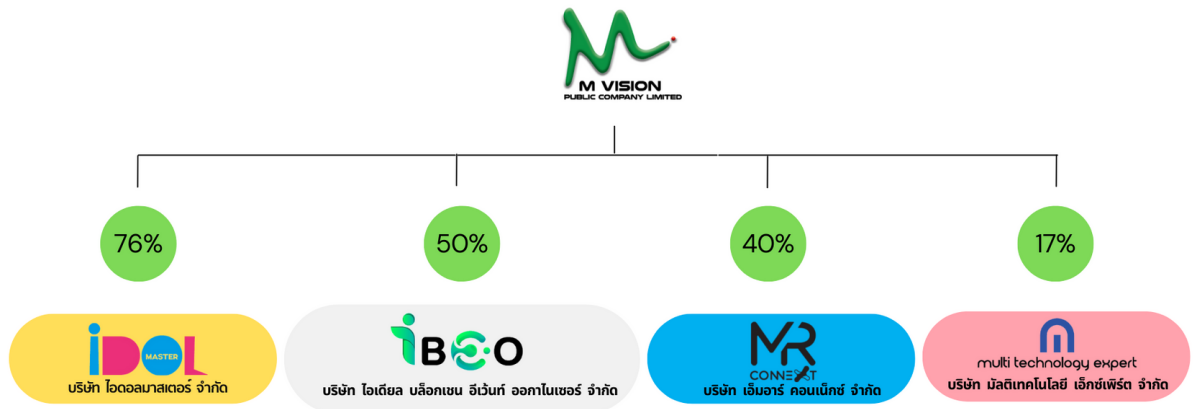 M VISION
PUBLIC COMPANY LIMITED
76%
50%
40%
17%
iDOL
MASTER
บริษัท ไอดอลมาสเตอร์ จำกัด
iBEO
บริษัท ไอเดียล บล็อกเชน อีเว้นท์ ออกาไนเซอร์ จำกัด
MR
CONNEXT
บริษัท เอ็มอาร์ คอนเน็กซ์ จำกัด
multi technology expert
บริษัท มัลติเทคโนโลยี เอ็กซ์เพิร์ต จำกัด